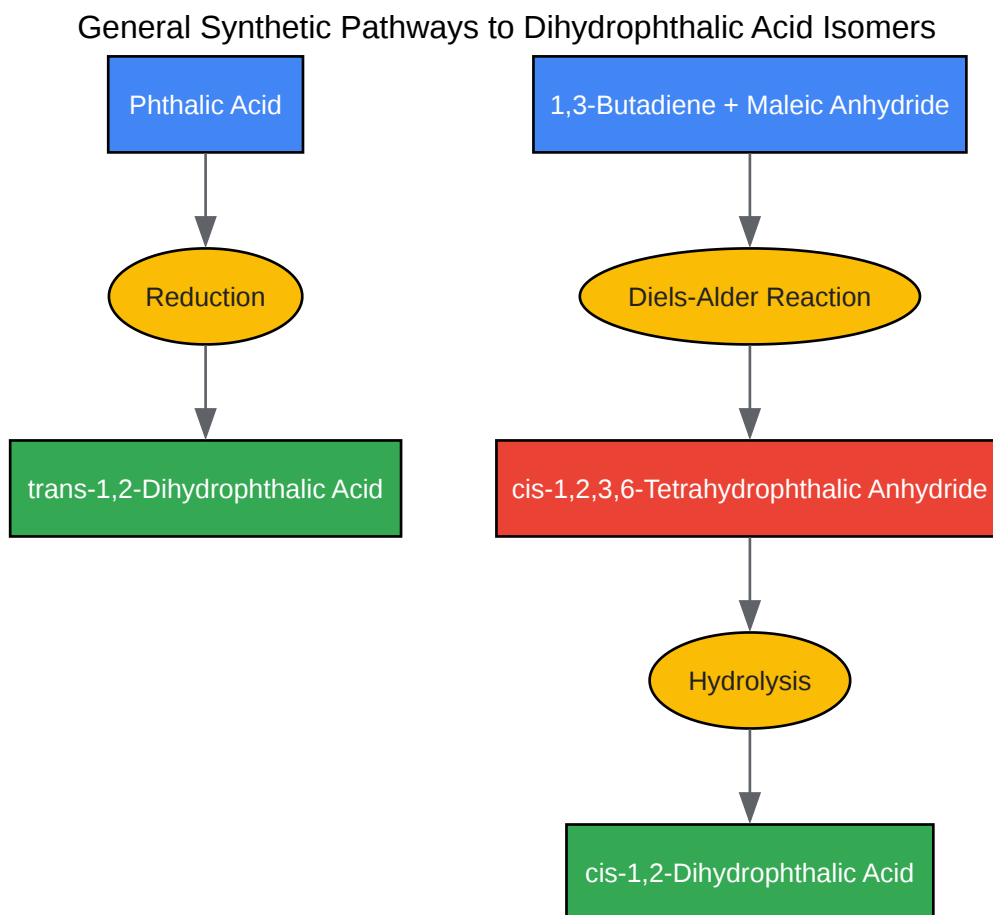 General Synthetic Pathways to Dihydrophthalic Acid Isomers
Phthalic Acid
1,3-Butadiene + Maleic Anhydride
Reduction
Diels-Alder Reaction
trans-1,2-Dihydrophthalic Acid
cis-1,2,3,6-Tetrahydrophthalic Anhydride
Hydrolysis
cis-1,2-Dihydrophthalic Acid